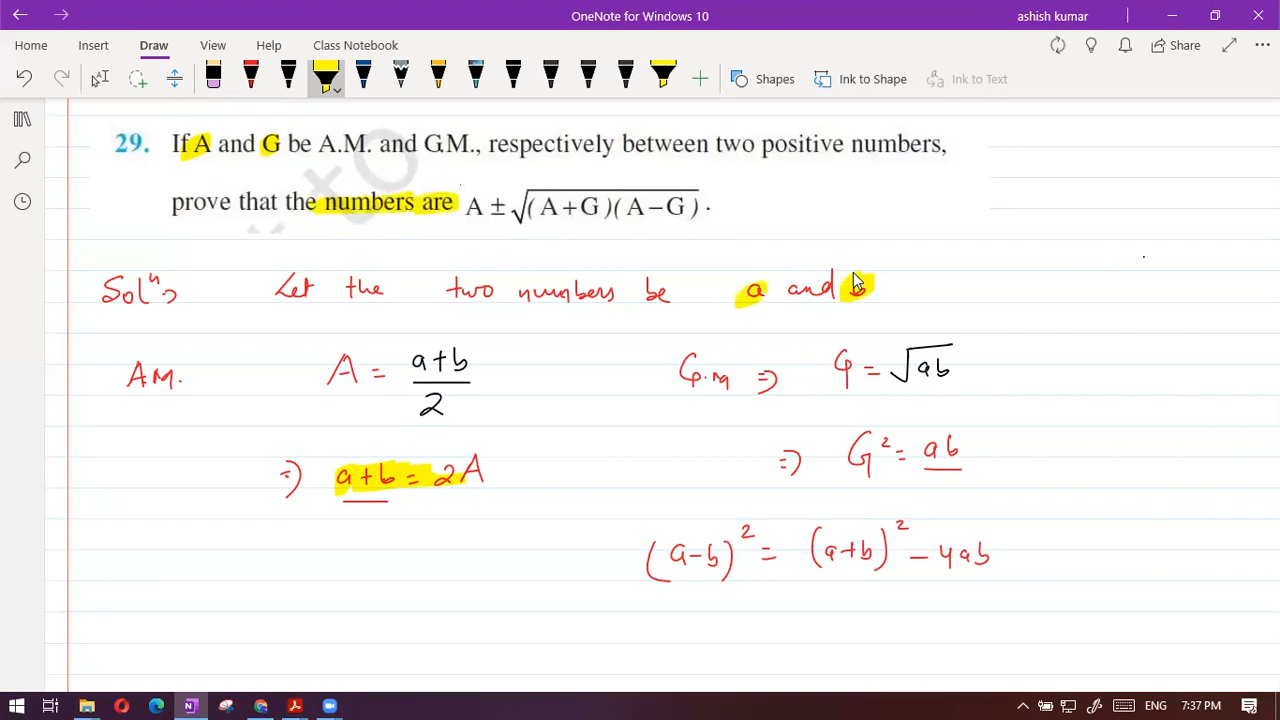 OneNote for Windows 10
ashish kumar
Home Insert Draw View Help Class Notebook
Share
Shapes Ink to Shape Ink to Text
29. If A and G be A.M. and G.M., respectively between two positive numbers,
prove that the numbers are A ± √(A+G)(A−G) .
Solⁿ⇒ Let the two numbers be a and b
A.M. A = a+b/2 G.M ⇒ G = √ab
⇒ a+b = 2A ⇒ G² = ab
(a−b)² = (a+b)² − 4ab
ENG 7:37 PM